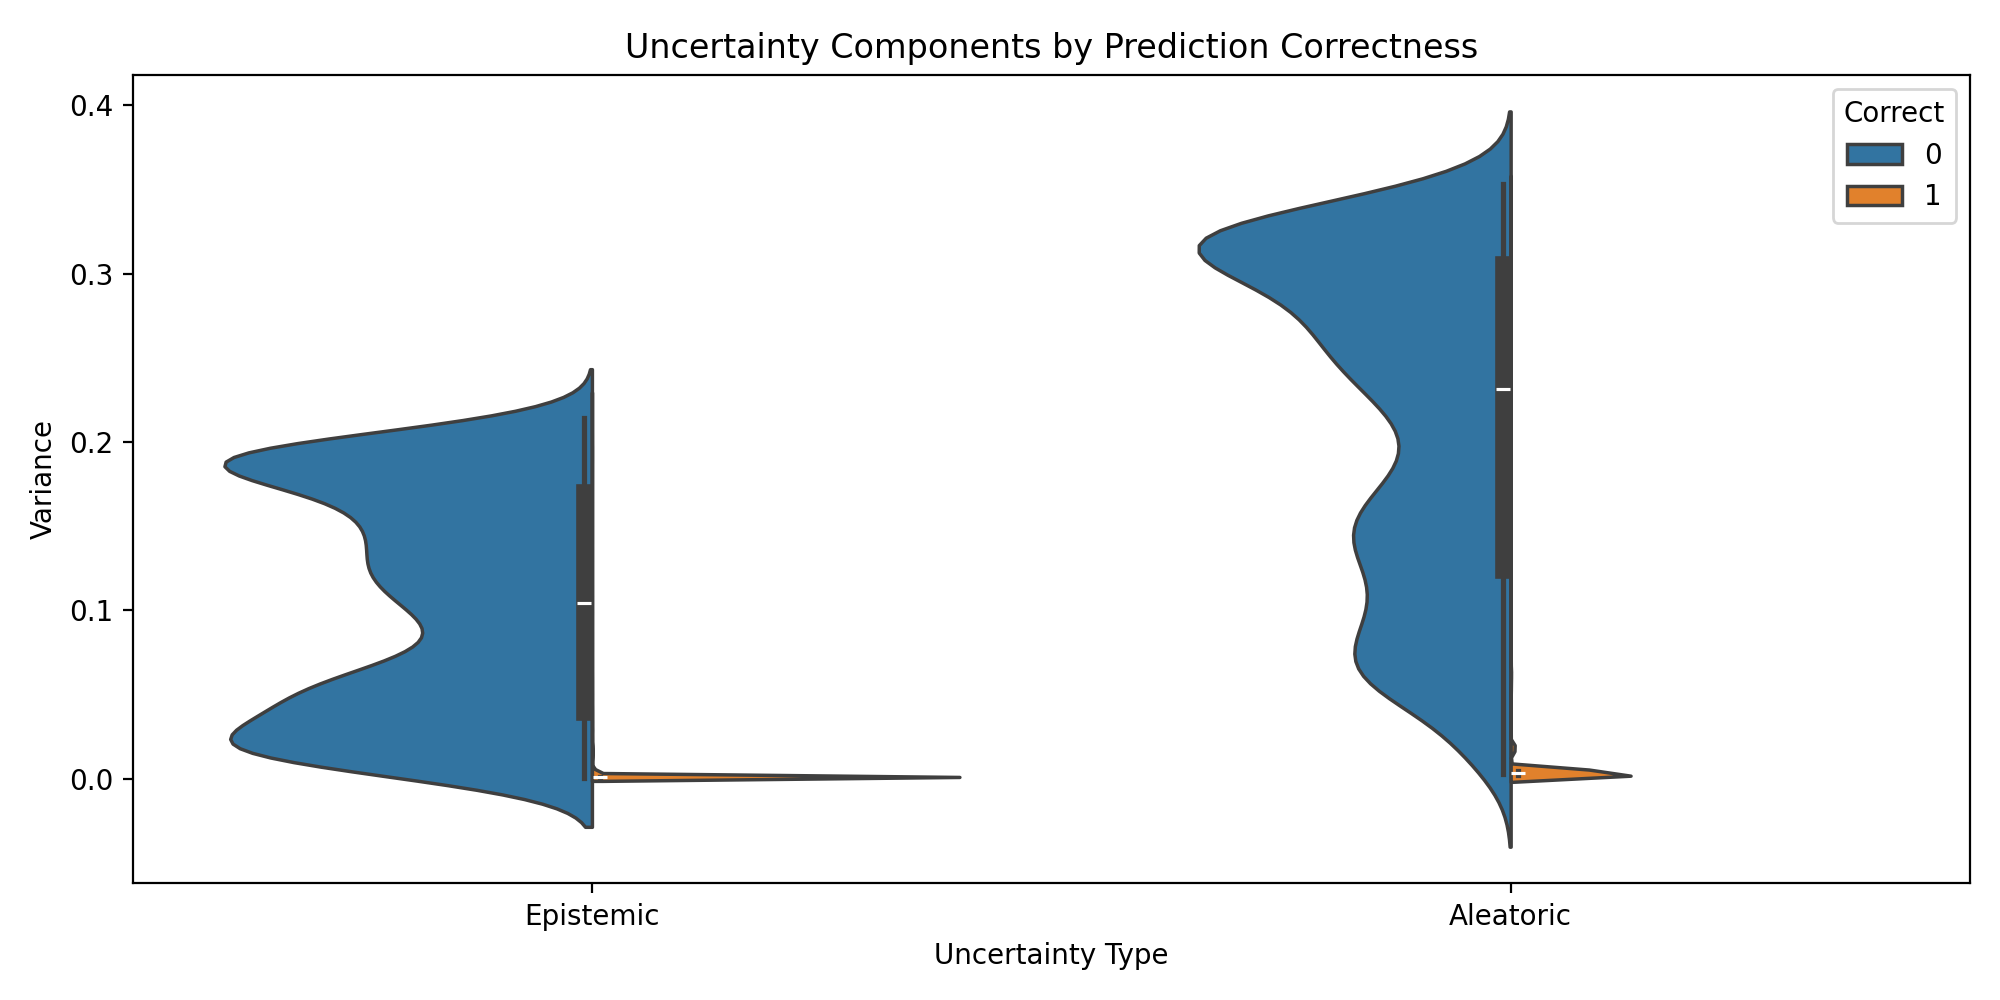 Uncertainty Components by Prediction Correctness
Correct
0
1
0.4
0.3
0.2
0.1
0.0
Variance
Epistemic
Aleatoric
Uncertainty Type